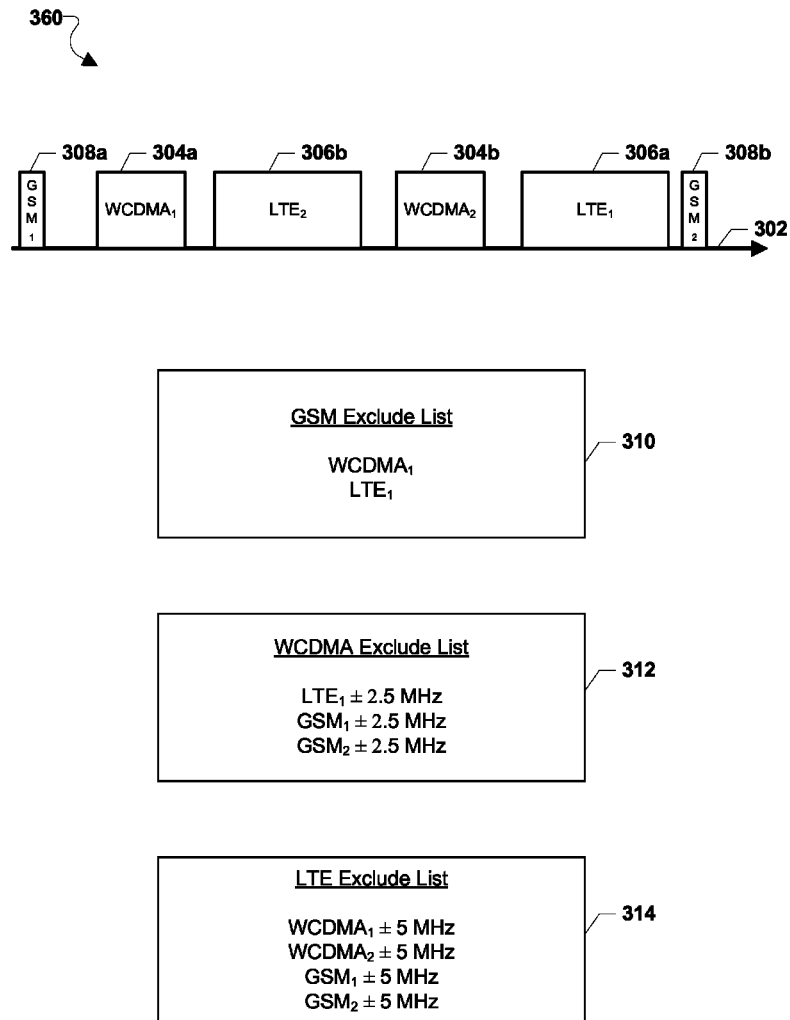 360
308a 304a 306b 304b 306a 308b
GSM1 WCDMA1 LTE2 WCDMA2 LTE1 GSM2
302
GSM Exclude List
WCDMA1
LTE1
310
WCDMA Exclude List
LTE1 ± 2.5 MHz
GSM1 ± 2.5 MHz
GSM2 ± 2.5 MHz
312
LTE Exclude List
WCDMA1 ± 5 MHz
WCDMA2 ± 5 MHz
GSM1 ± 5 MHz
GSM2 ± 5 MHz
314